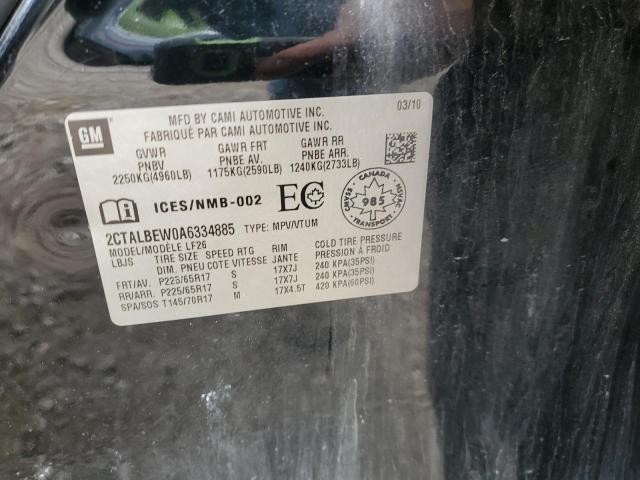 GM
MFD BY CAMI AUTOMOTIVE INC.
FABRIQUÉ PAR CAMI AUTOMOTIVE INC.
03/10
GVWR GAWR FRT GAWR RR
PNBV PNBE AV. PNBE ARR.
2250KG(4960LB) 1175KG(2590LB) 1240KG(2733LB)
ICES/NMB-002 EC
CANADA
CMVSS NSVAC
985
TRANSPORT
2CTALBEW0A6334885 TYPE: MPV/VTUM
MODEL/MODÈLE LF26
LBJS TIRE SIZE SPEED RTG RIM COLD TIRE PRESSURE
DIM. PNEU COTE VITESSE JANTE PRESSION À FROID
FRT/AV. P225/65R17 S 17X7J 240 KPA(35PSI)
RR/ARR. P225/65R17 S 17X7J 240 KPA(35PSI)
SPA/SOS T145/70R17 M 17X4.5T 420 KPA(60PSI)